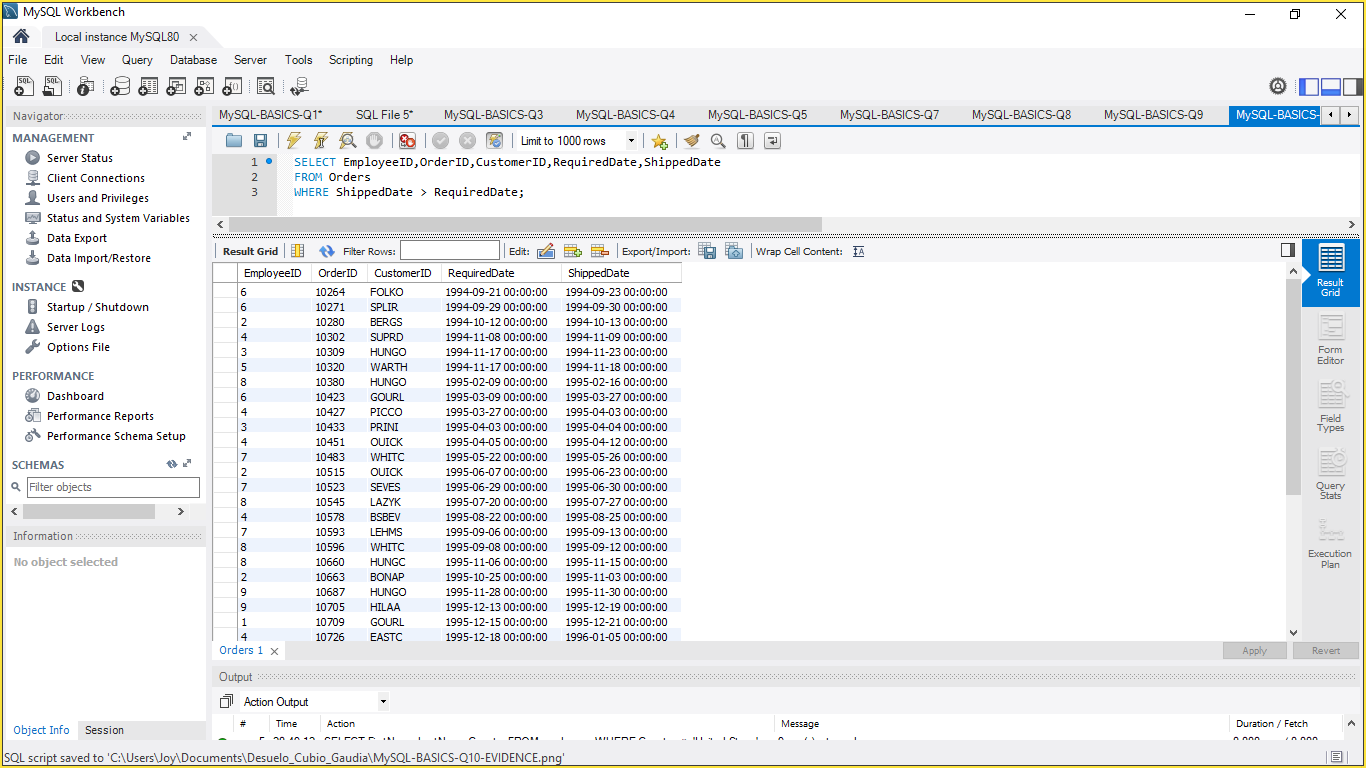 MySQL Workbench
Local instance MySQL80
File Edit View Query Database Server Tools Scripting Help
Navigator
MANAGEMENT
Server Status
Client Connections
Users and Privileges
Status and System Variables
Data Export
Data Import/Restore
INSTANCE
Startup / Shutdown
Server Logs
Options File
PERFORMANCE
Dashboard
Performance Reports
Performance Schema Setup
SCHEMAS
Filter objects
Information
No object selected
Object Info Session
MySQL-BASICS-Q1* SQL File 5* MySQL-BASICS-Q3 MySQL-BASICS-Q4 MySQL-BASICS-Q5 MySQL-BASICS-Q7 MySQL-BASICS-Q8 MySQL-BASICS-Q9 MySQL-BASICS-
Limit to 1000 rows
1 SELECT EmployeeID,OrderID,CustomerID,RequiredDate,ShippedDate
2 FROM Orders
3 WHERE ShippedDate > RequiredDate;
Result Grid Filter Rows: Edit: Export/Import: Wrap Cell Content:
EmployeeID OrderID CustomerID RequiredDate ShippedDate
6 10264 FOLKO 1994-09-21 00:00:00 1994-09-23 00:00:00
6 10271 SPLIR 1994-09-29 00:00:00 1994-09-30 00:00:00
2 10280 BERGS 1994-10-12 00:00:00 1994-10-13 00:00:00
4 10302 SUPRD 1994-11-08 00:00:00 1994-11-09 00:00:00
3 10309 HUNGO 1994-11-17 00:00:00 1994-11-23 00:00:00
5 10320 WARTH 1994-11-17 00:00:00 1994-11-18 00:00:00
8 10380 HUNGO 1995-02-09 00:00:00 1995-02-16 00:00:00
6 10423 GOURL 1995-03-09 00:00:00 1995-03-27 00:00:00
4 10427 PICCO 1995-03-27 00:00:00 1995-04-03 00:00:00
3 10433 PRINI 1995-04-03 00:00:00 1995-04-04 00:00:00
4 10451 QUICK 1995-04-05 00:00:00 1995-04-12 00:00:00
7 10483 WHITC 1995-05-22 00:00:00 1995-05-26 00:00:00
2 10515 QUICK 1995-06-07 00:00:00 1995-06-23 00:00:00
7 10523 SEVES 1995-06-29 00:00:00 1995-06-30 00:00:00
8 10545 LAZYK 1995-07-20 00:00:00 1995-07-27 00:00:00
4 10578 BSBEV 1995-08-22 00:00:00 1995-08-25 00:00:00
7 10593 LEHMS 1995-09-06 00:00:00 1995-09-13 00:00:00
8 10596 WHITC 1995-09-08 00:00:00 1995-09-12 00:00:00
8 10660 HUNGC 1995-11-06 00:00:00 1995-11-15 00:00:00
2 10663 BONAP 1995-10-25 00:00:00 1995-11-03 00:00:00
9 10687 HUNGO 1995-11-28 00:00:00 1995-11-30 00:00:00
9 10705 HILAA 1995-12-13 00:00:00 1995-12-19 00:00:00
1 10709 GOURL 1995-12-15 00:00:00 1995-12-21 00:00:00
4 10726 EASTC 1995-12-18 00:00:00 1996-01-05 00:00:00
Result
Grid
Form
Editor
Field
Types
Query
Stats
Execution
Plan
Orders 1
Apply Revert
Output
Action Output
# Time Action Message Duration / Fetch
SQL script saved to 'C:\Users\Joy\Documents\Desuelo_Cubio_Gaudia\MySQL-BASICS-Q10-EVIDENCE.png'